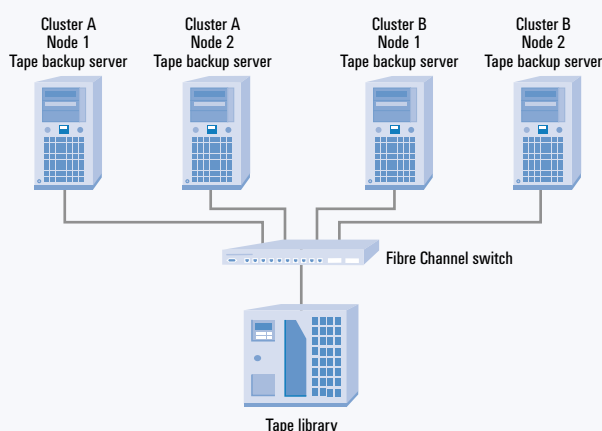 Cluster A
Node 1
Tape backup server
Cluster A
Node 2
Tape backup server
Cluster B
Node 1
Tape backup server
Cluster B
Node 2
Tape backup server
Fibre Channel switch
Tape library